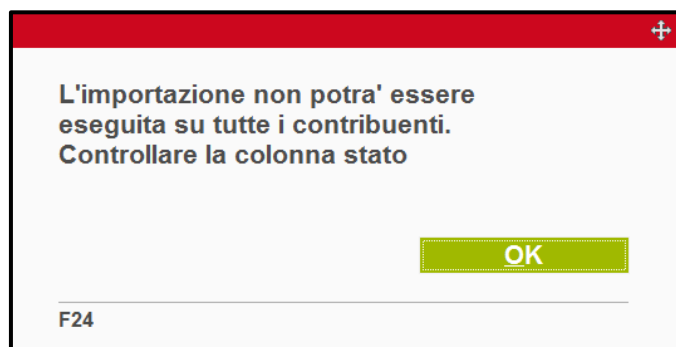 L'importazione non potra' essere
eseguita su tutte i contribuenti.
Controllare la colonna stato
OK
F24